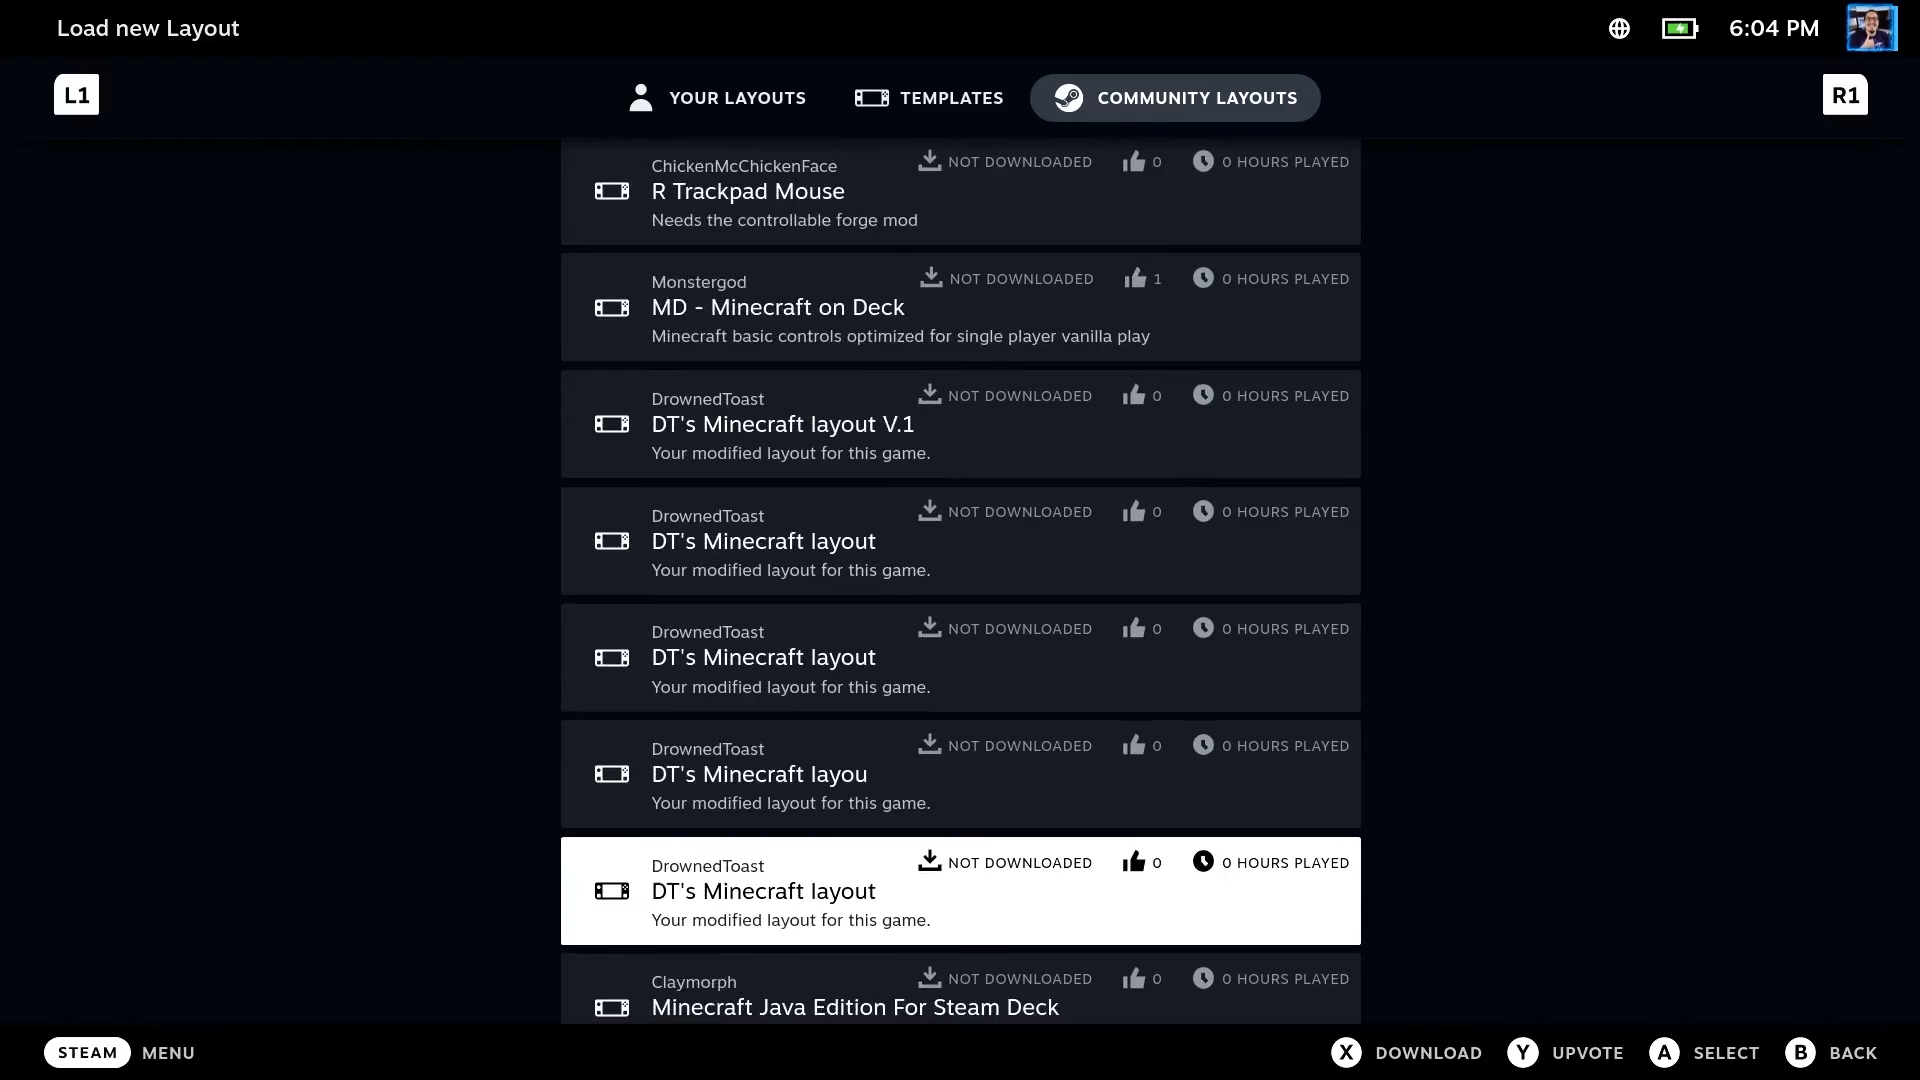 Load new Layout
6:04 PM
L1
YOUR LAYOUTS
TEMPLATES
COMMUNITY LAYOUTS
R1
ChickenMcChickenFace
NOT DOWNLOADED
0
0 HOURS PLAYED
R Trackpad Mouse
Needs the controllable forge mod
Monstergod
NOT DOWNLOADED
1
0 HOURS PLAYED
MD - Minecraft on Deck
Minecraft basic controls optimized for single player vanilla play
DrownedToast
NOT DOWNLOADED
0
0 HOURS PLAYED
DT's Minecraft layout V.1
Your modified layout for this game.
DrownedToast
NOT DOWNLOADED
0
0 HOURS PLAYED
DT's Minecraft layout
Your modified layout for this game.
DrownedToast
NOT DOWNLOADED
0
0 HOURS PLAYED
DT's Minecraft layout
Your modified layout for this game.
DrownedToast
NOT DOWNLOADED
0
0 HOURS PLAYED
DT's Minecraft layou
Your modified layout for this game.
DrownedToast
NOT DOWNLOADED
0
0 HOURS PLAYED
DT's Minecraft layout
Your modified layout for this game.
Claymorph
NOT DOWNLOADED
0
0 HOURS PLAYED
Minecraft Java Edition For Steam Deck
STEAM
MENU
X DOWNLOAD
Y UPVOTE
A SELECT
B BACK